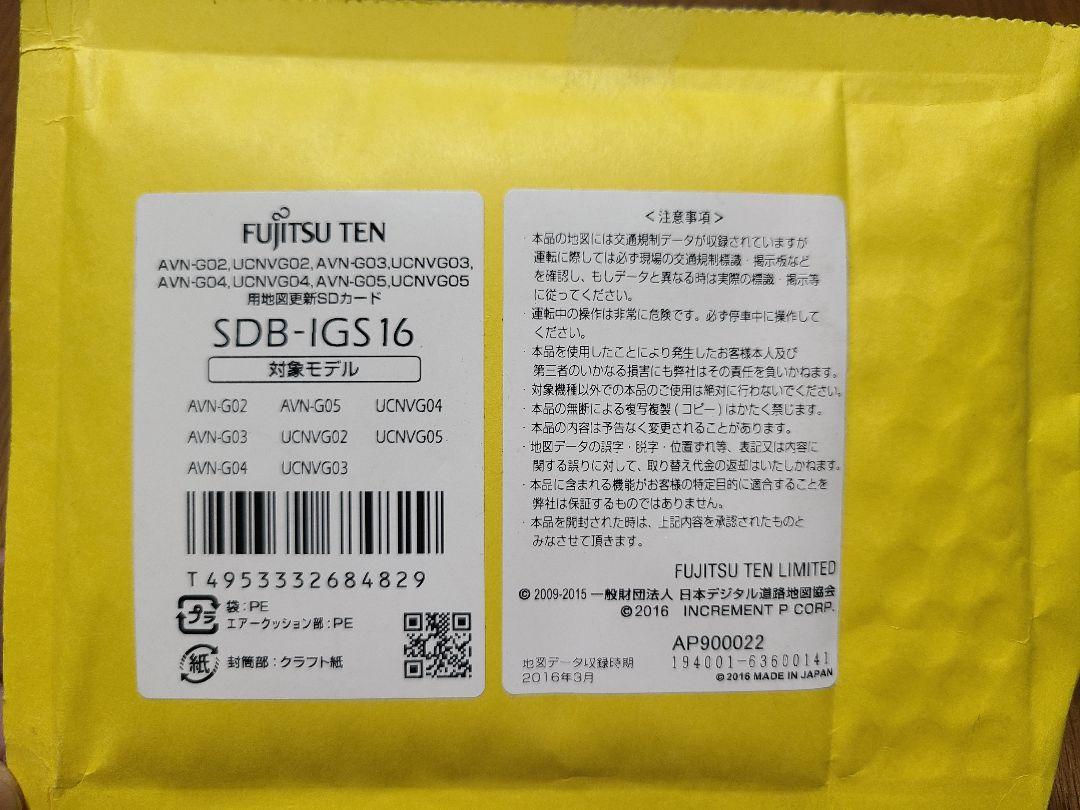 FUJITSU TEN
AVN-G02,UCNVG02,AVN-G03,UCNVG03,
AVN-G04,UCNVG04,AVN-G05,UCNVG05
用地図更新SDカード
SDB-IGS16
対象モデル
AVN-G02 AVN-G05 UCNVG04
AVN-G03 UCNVG02 UCNVG05
AVN-G04 UCNVG03
T4953332684829
プラ
袋:PE
エアークッション部:PE
紙
封筒部:クラフト紙
<注意事項>
・本品の地図には交通規制データが収録されていますが
運転に際しては必ず現場の交通規制標識・掲示板など
を確認し、もしデータと異なる時は実際の標識・掲示等
に従ってください。
・運転中の操作は非常に危険です。必ず停車中に操作して
ください。
・本品を使用したことにより発生したお客様本人及び
第三者のいかなる損害にも弊社はその責任を負いかねます。
・対象機種以外での本品のご使用は絶対に行わないでください。
・本品の無断による複写複製(コピー)はかたく禁じます。
・本品の内容は予告なく変更されることがあります。
・地図データの誤字・脱字・位置ずれ等、表記又は内容に
関する誤りに対して、取り替え代金の返却はいたしかねます。
・本品に含まれる機能がお客様の特定目的に適合することを
弊社は保証するものではありません。
・本品を開封された時は、上記内容を承認されたものと
みなさせて頂きます。
FUJITSU TEN LIMITED
© 2009-2015 一般財団法人 日本デジタル道路地図協会
©2016 INCREMENT P CORP.
AP900022
194001-63600141
地図データ収録時期
2016年3月
©2016 MADE IN JAPAN